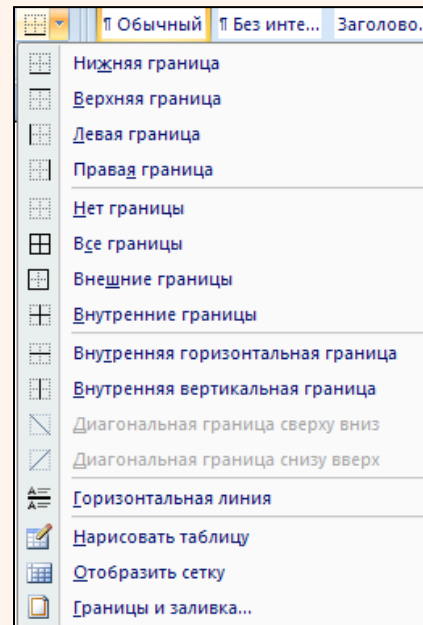 ¶ Обычный ¶ Без инте... Заголово...
Нижняя граница
Верхняя граница
Левая граница
Правая граница
Нет границы
Все границы
Внешние границы
Внутренние границы
Внутренняя горизонтальная граница
Внутренняя вертикальная граница
Диагональная граница сверху вниз
Диагональная граница снизу вверх
Горизонтальная линия
Нарисовать таблицу
Отобразить сетку
Границы и заливка...